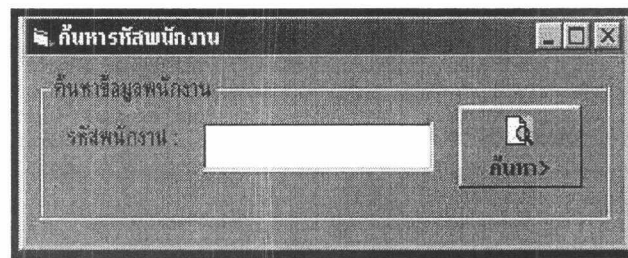 ค้นหารหัสพนักงาน
ค้นหาข้อมูลพนักงาน
รหัสพนักงาน :
ค้นหา>